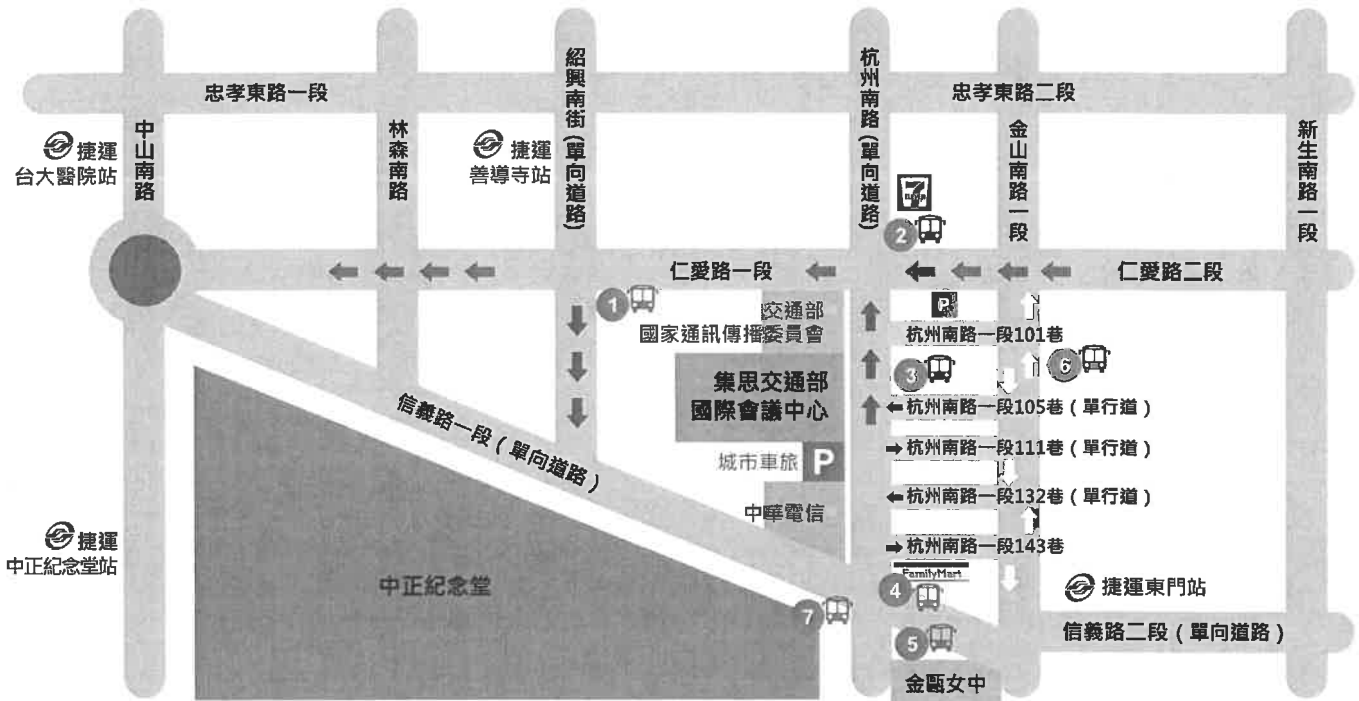 忠孝東路一段
忠孝東路二段
中山南路
林森南路
紹興南街(單向道路)
杭州南路(單向道路)
金山南路一段
新生南路一段
捷運
台大醫院站
捷運
善導寺站
7
2
仁愛路一段
仁愛路二段
1
交通部
國家通訊傳播委員會
P
杭州南路一段101巷
集思交通部
國際會議中心
3
6
杭州南路一段105巷(單行道)
杭州南路一段111巷(單行道)
信義路一段(單向道路)
城市車旅 P
杭州南路一段132巷(單行道)
中華電信
杭州南路一段143巷
捷運
中正紀念堂站
中正紀念堂
FamilyMart
4
捷運東門站
7
5
信義路二段(單向道路)
金甌女中